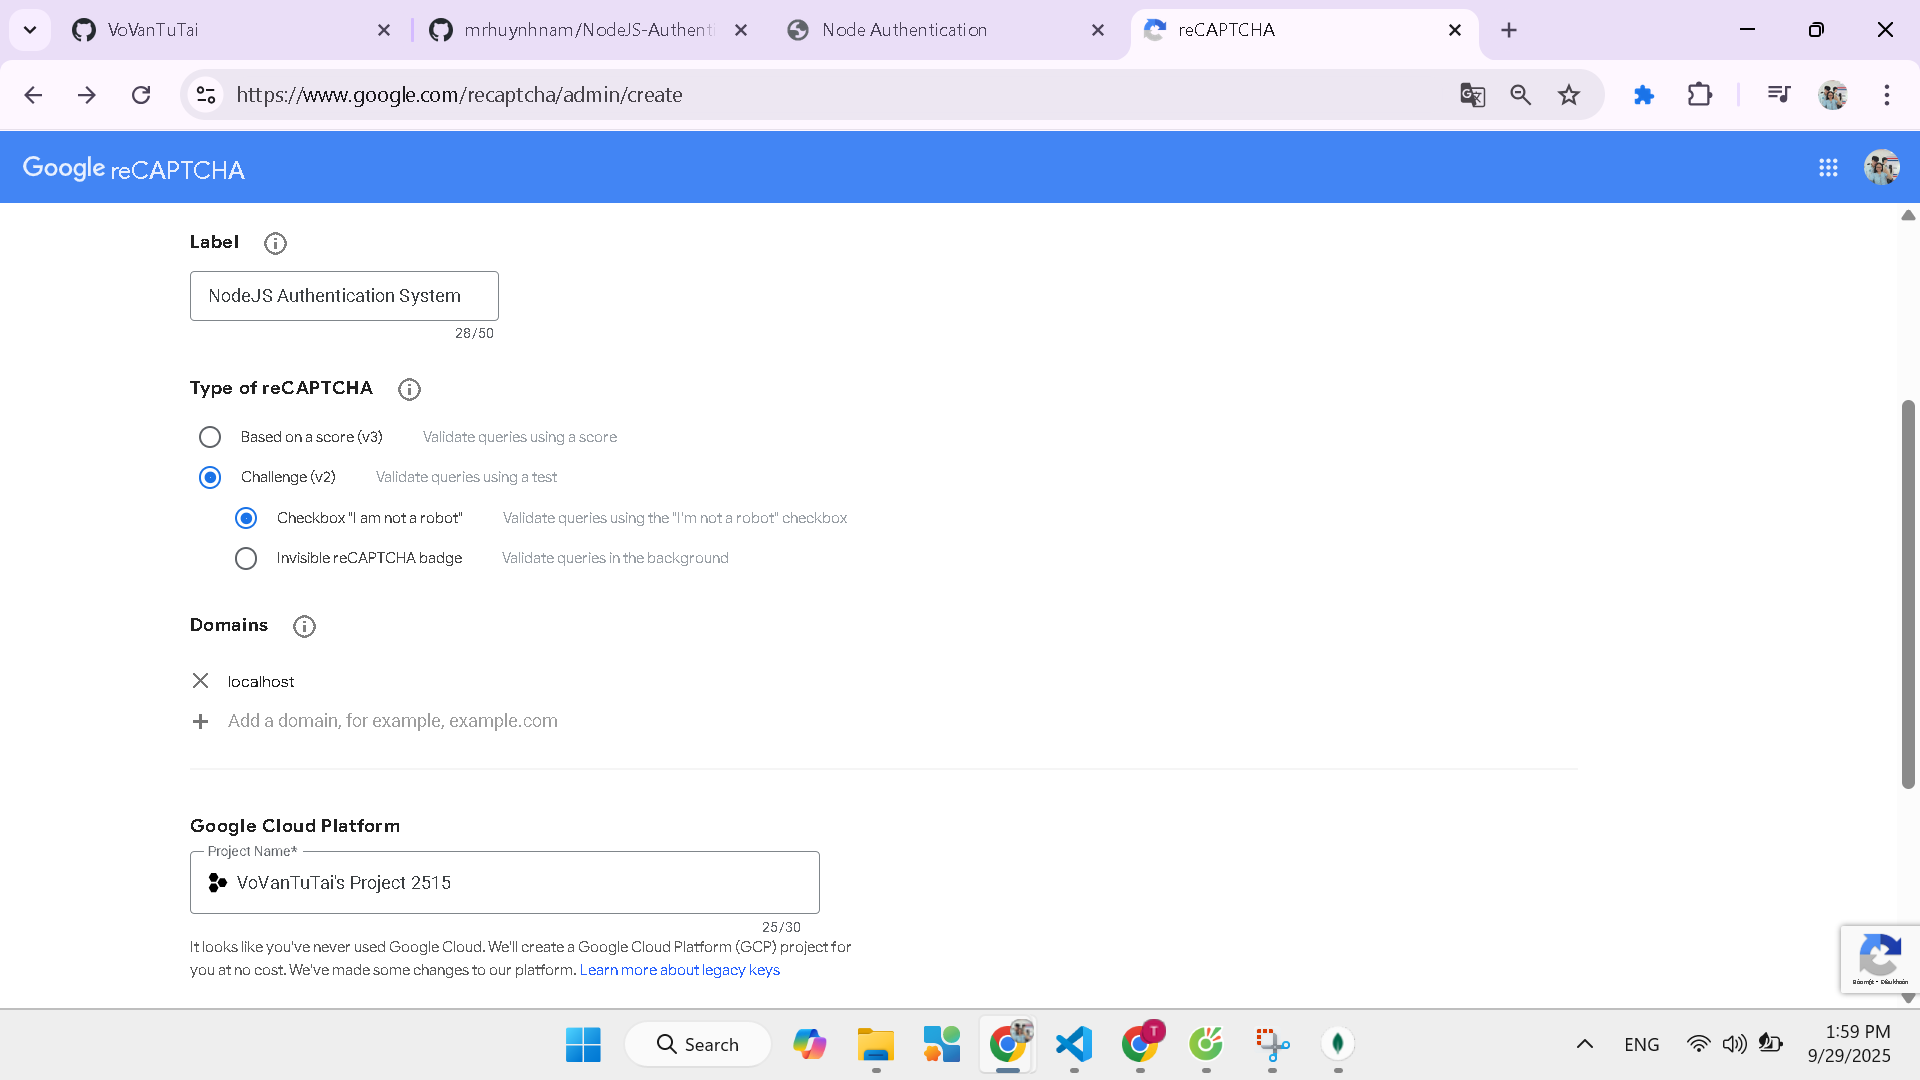 VoVanTuTai
mrhuynhnam/NodeJS-Authenti
Node Authentication
reCAPTCHA
https://www.google.com/recaptcha/admin/create
Google reCAPTCHA
Label
NodeJS Authentication System
28/50
Type of reCAPTCHA
Based on a score (v3) Validate queries using a score
Challenge (v2) Validate queries using a test
Checkbox "I am not a robot" Validate queries using the "I'm not a robot" checkbox
Invisible reCAPTCHA badge Validate queries in the background
Domains
localhost
Add a domain, for example, example.com
Google Cloud Platform
Project Name*
VoVanTuTai's Project 2515
25/30
It looks like you've never used Google Cloud. We'll create a Google Cloud Platform (GCP) project for
you at no cost. We've made some changes to our platform. Learn more about legacy keys
Bảo mật - Điều khoản
Search
T
ENG
1:59 PM
9/29/2025